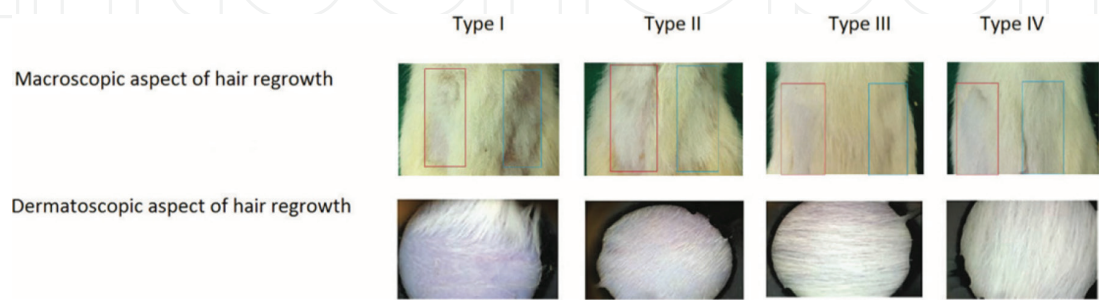 Type I Type II Type III Type IV
Macroscopic aspect of hair regrowth
Dermatoscopic aspect of hair regrowth